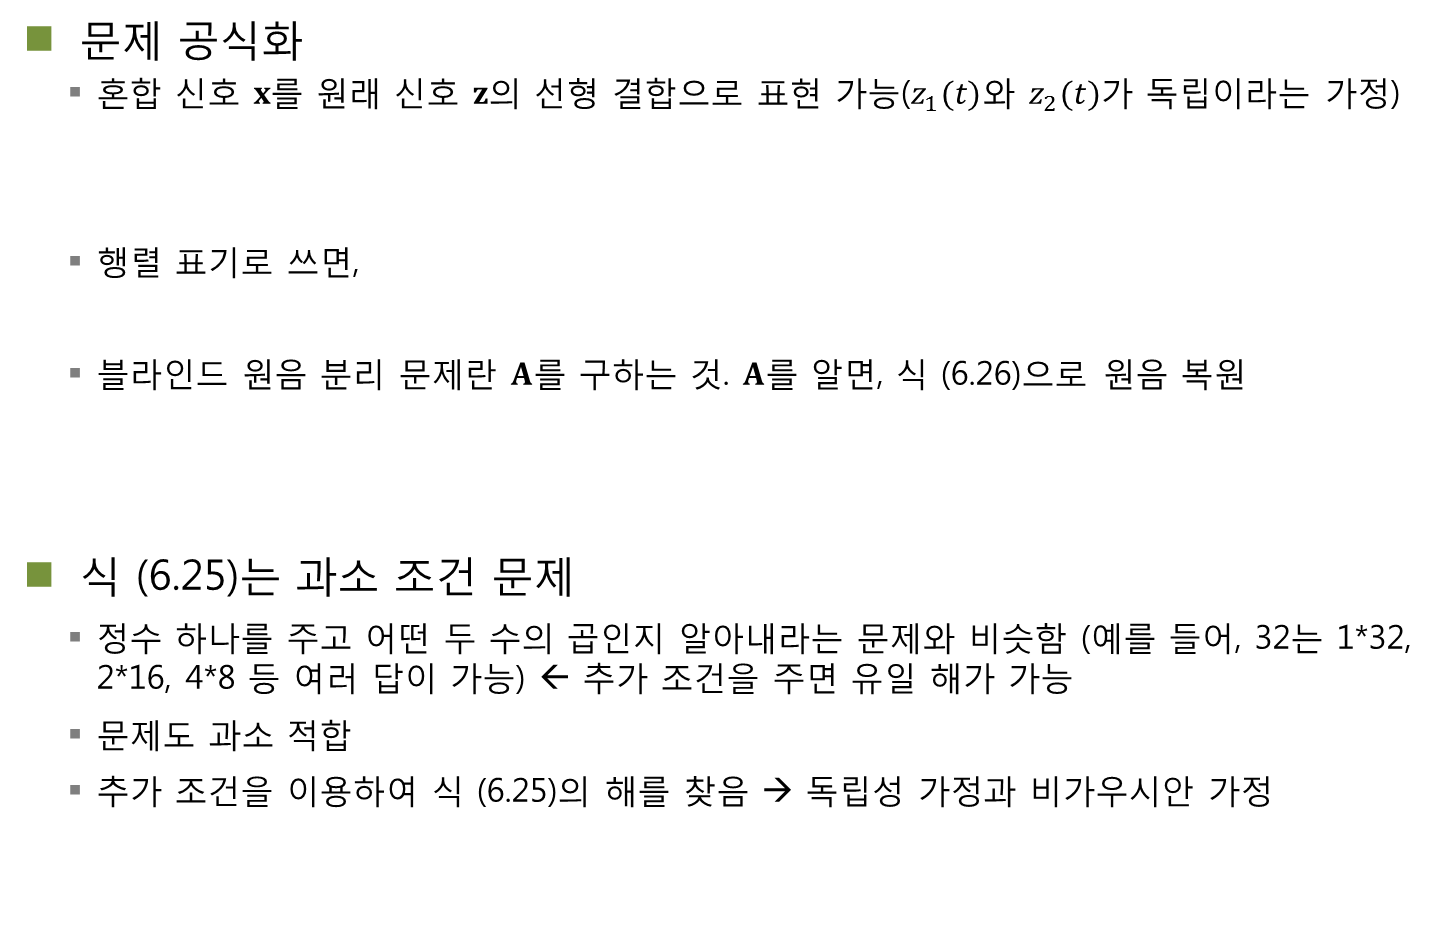 ■ 문제 공식화
▪ 혼합 신호 x를 원래 신호 z의 선형 결합으로 표현 가능(z₁(t)와 z₂(t)가 독립이라는 가정)
▪ 행렬 표기로 쓰면,
▪ 블라인드 원음 분리 문제란 A를 구하는 것. A를 알면, 식 (6.26)으로 원음 복원
■ 식 (6.25)는 과소 조건 문제
▪ 정수 하나를 주고 어떤 두 수의 곱인지 알아내라는 문제와 비슷함 (예를 들어, 32는 1*32,
2*16, 4*8 등 여러 답이 가능) ← 추가 조건을 주면 유일 해가 가능
▪ 문제도 과소 적합
▪ 추가 조건을 이용하여 식 (6.25)의 해를 찾음 → 독립성 가정과 비가우시안 가정